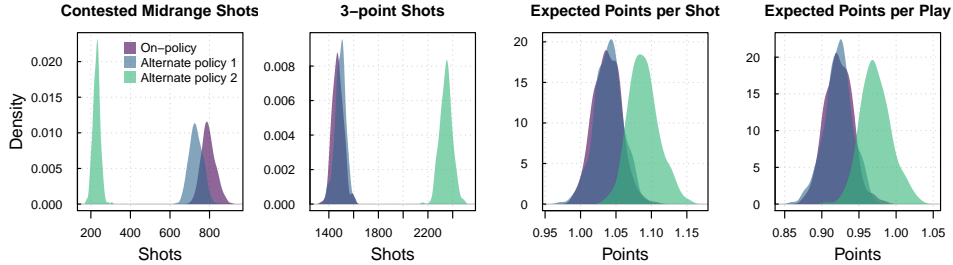 Contested Midrange Shots
Density
0.020
0.015
0.010
0.005
0.000
On−policy
Alternate policy 1
Alternate policy 2
200 400 600 800
Shots
3−point Shots
0.008
0.006
0.004
0.002
0.000
1400 1800 2200
Shots
Expected Points per Shot
20
15
10
5
0
0.95 1.00 1.05 1.10 1.15
Points
Expected Points per Play
20
15
10
5
0
0.85 0.90 0.95 1.00 1.05
Points